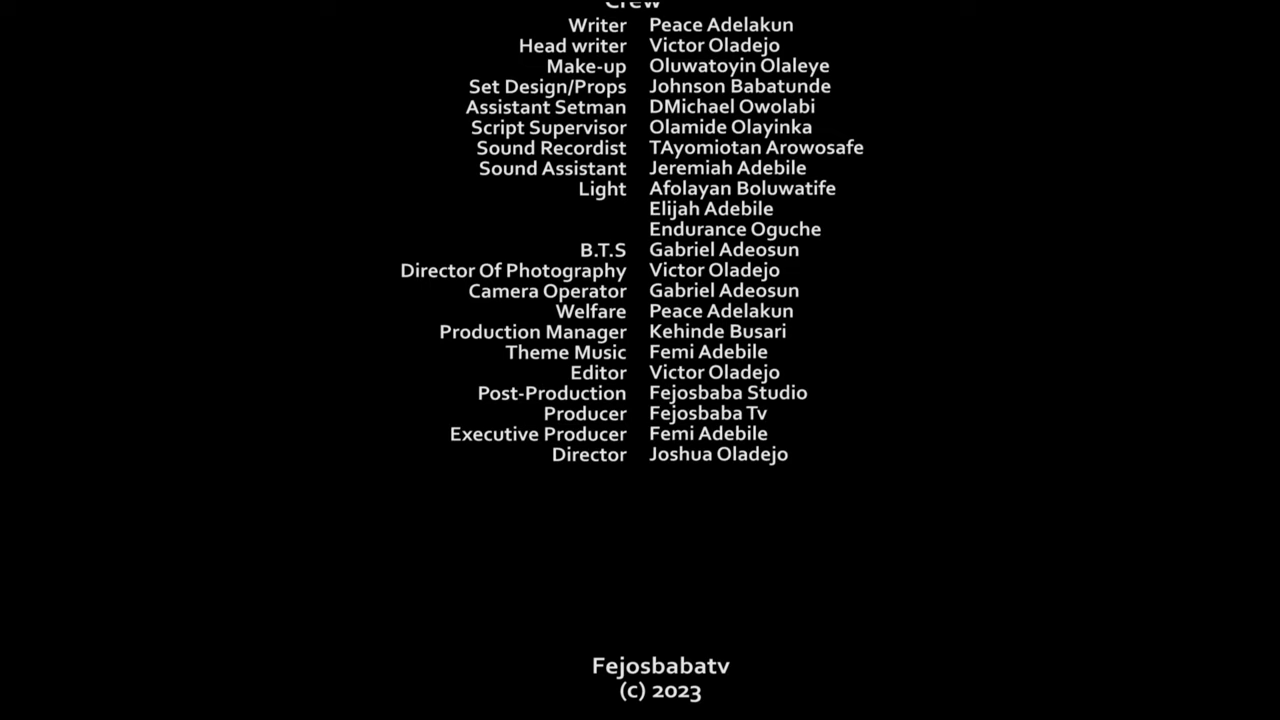 Crew
Writer Peace Adelakun
Head writer Victor Oladejo
Make-up Oluwatoyin Olaleye
Set Design/Props Johnson Babatunde
Assistant Setman DMichael Owolabi
Script Supervisor Olamide Olayinka
Sound Recordist TAyomiotan Arowosafe
Sound Assistant Jeremiah Adebile
Light Afolayan Boluwatife
Elijah Adebile
Endurance Oguche
B.T.S Gabriel Adeosun
Director Of Photography Victor Oladejo
Camera Operator Gabriel Adeosun
Welfare Peace Adelakun
Production Manager Kehinde Busari
Theme Music Femi Adebile
Editor Victor Oladejo
Post-Production Fejosbaba Studio
Producer Fejosbaba Tv
Executive Producer Femi Adebile
Director Joshua Oladejo
Fejosbabatv
(c) 2023